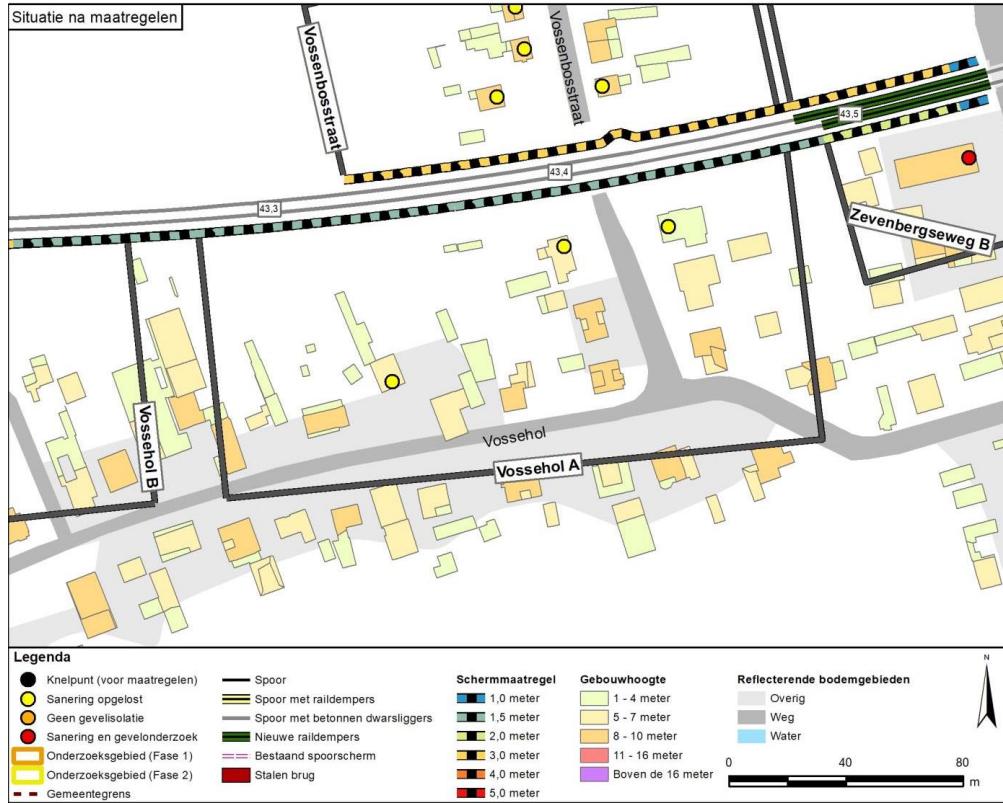 Situatie na maatregelen
Vossenbosstraat
Vossenbosstraat
43,5
43,4
43,3
Zevenbergseweg B
Vossehol B
Vossehol
Vossehol A
Legenda
Knelpunt (voor maatregelen)
Sanering opgelost
Geen gevelisolatie
Sanering en gevelonderzoek
Onderzoeksgebied (Fase 1)
Onderzoeksgebied (Fase 2)
Gemeentegrens
Spoor
Spoor met raildempers
Spoor met betonnen dwarsliggers
Nieuwe raildempers
Bestaand spoorscherm
Stalen brug
Schermmaatregel
1,0 meter
1,5 meter
2,0 meter
3,0 meter
4,0 meter
5,0 meter
Gebouwhoogte
1 - 4 meter
5 - 7 meter
8 - 10 meter
11 - 16 meter
Boven de 16 meter
Reflecterende bodemgebieden
Overig
Weg
Water
N
0 40 80
m